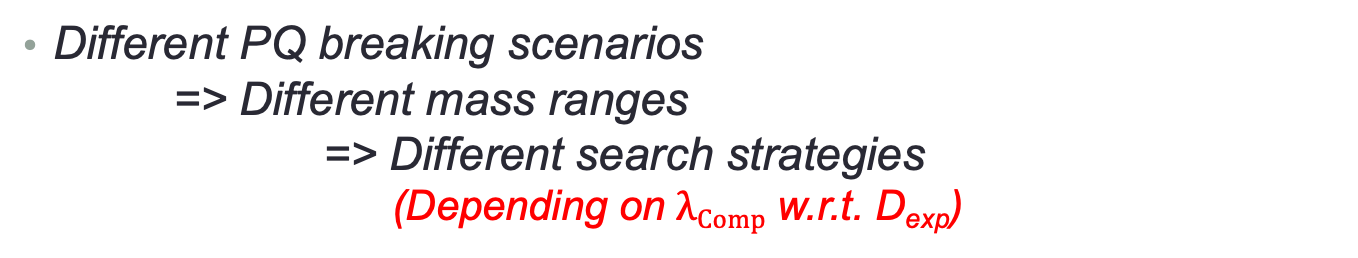 • Different PQ breaking scenarios
=> Different mass ranges
=> Different search strategies
(Depending on λComp w.r.t. Dexp)